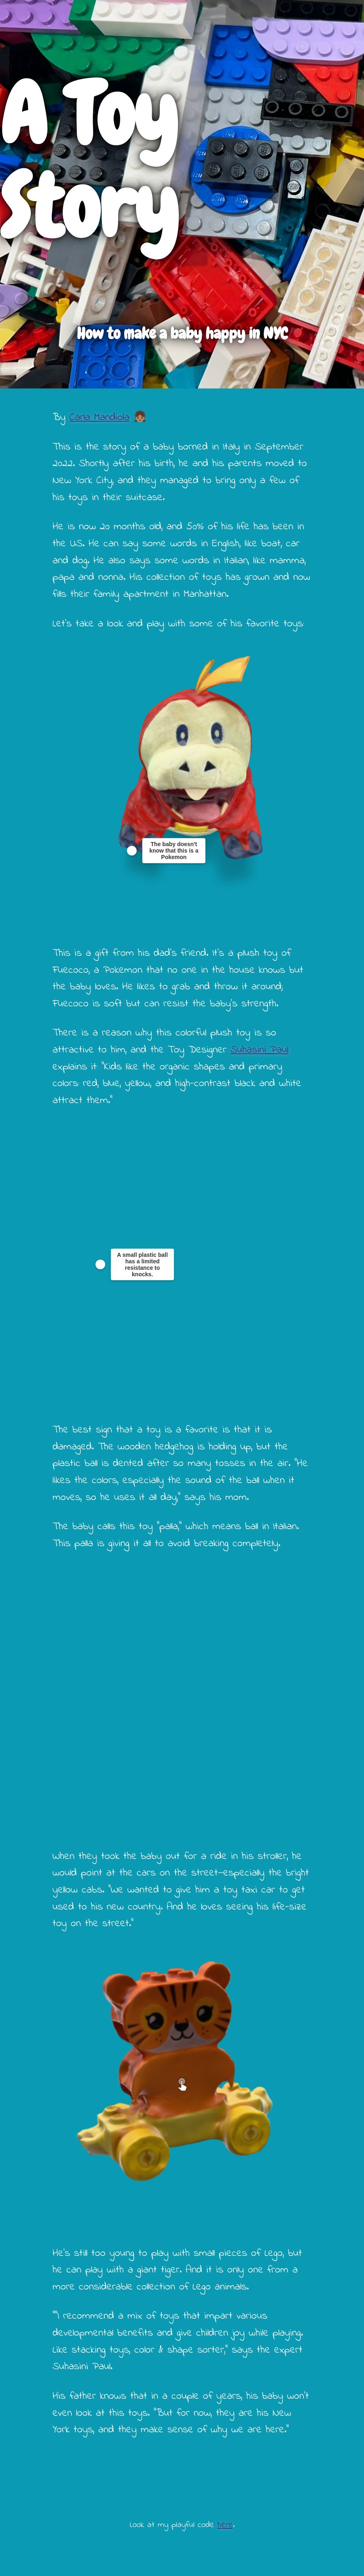 A Toy
Story
How to make a baby happy in NYC
By Carla Mandiola 👧🏽
This is the story of a baby borned in Italy in September
2022. Shortly after his birth, he and his parents moved to
New York City, and they managed to bring only a few of
his toys in their suitcase.
He is now 20 months old, and 50% of his life has been in
the U.S. He can say some words in English, like boat, car
and dog. He also says some words in Italian, like mamma,
papa and nonna. His collection of toys has grown and now
fills their family apartment in Manhattan.
Let's take a look and play with some of his favorite toys:
The baby doesn't
know that this is a
Pokemon
This is a gift from his dad's friend. It's a plush toy of
Fuecoco, a Pokemon that no one in the house knows but
the baby loves. He likes to grab and throw it around;
Fuecoco is soft but can resist the baby's strength.
There is a reason why this colorful plush toy is so
attractive to him, and the Toy Designer Suhasini Paul
explains it "Kids like the organic shapes and primary
colors: red, blue, yellow, and high-contrast black and white
attract them."
A small plastic ball
has a limited
resistance to
knocks.
The best sign that a toy is a favorite is that it is
damaged. The wooden hedgehog is holding up, but the
plastic ball is dented after so many tosses in the air. "He
likes the colors, especially the sound of the ball when it
moves, so he uses it all day," says his mom.
The baby calls this toy "palla," which means ball in Italian.
This palla is giving it all to avoid breaking completely.
When they took the baby out for a ride in his stroller, he
would point at the cars on the street—especially the bright
yellow cabs. "We wanted to give him a toy taxi car to get
used to his new country. And he loves seeing his life-size
toy on the street."
He's still too young to play with small pieces of Lego, but
he can play with a giant tiger. And it is only one from a
more considerable collection of Lego animals.
"I recommend a mix of toys that impart various
developmental benefits and give children joy while playing.
Like stacking toys, color & shape sorter," says the expert
Suhasini Paul.
His father knows that in a couple of years, his baby won't
even look at this toys. "But for now, they are his New
York toys, and they make sense of why we are here."
Look at my playful code here.